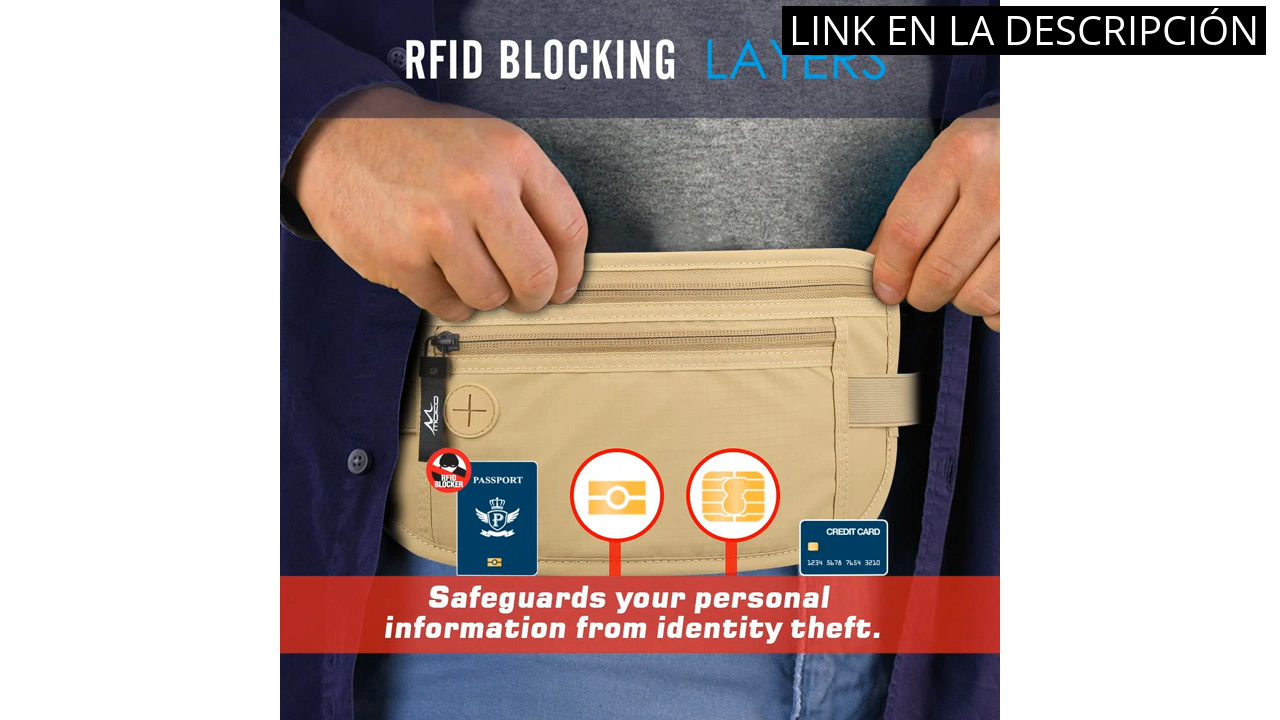 LINK EN LA DESCRIPCIÓN
RFID BLOCKING LAYERS
MOICO
RFID
BLOCKER
PASSPORT
P
CREDIT CARD
1234 5678 7654 3210
Safeguards your personal
information from identity theft.